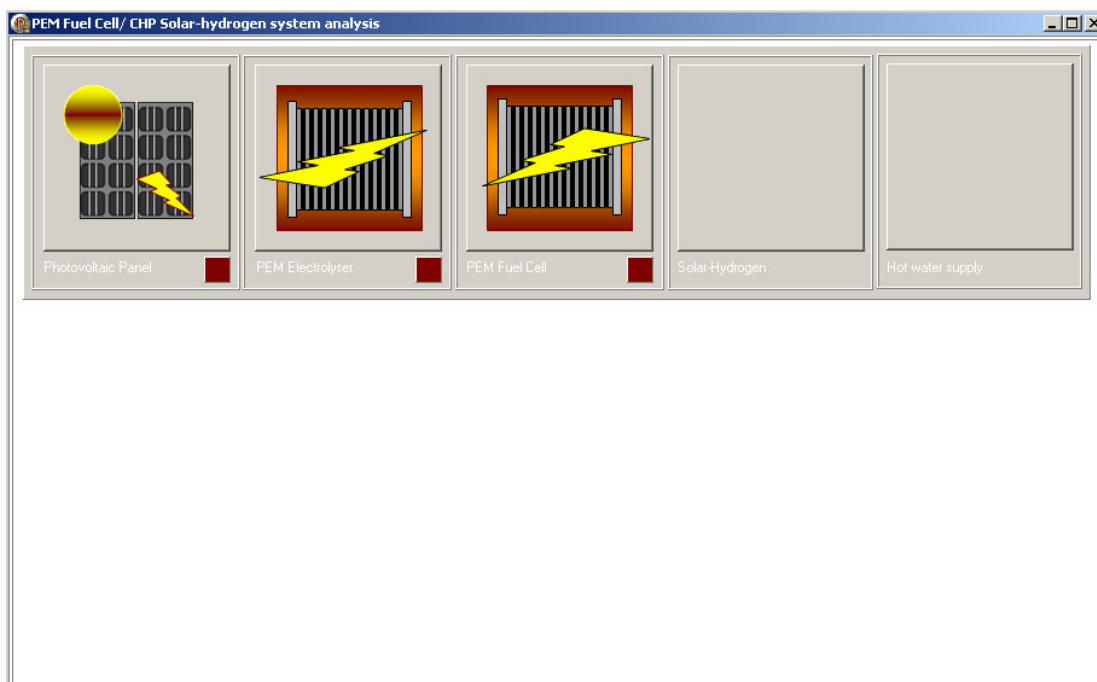 PEM Fuel Cell/ CHP Solar-hydrogen system analysis
Photovoltaic Panel
PEM Electrolyser
PEM Fuel Cell
Solar-Hydrogen
Hot water supply